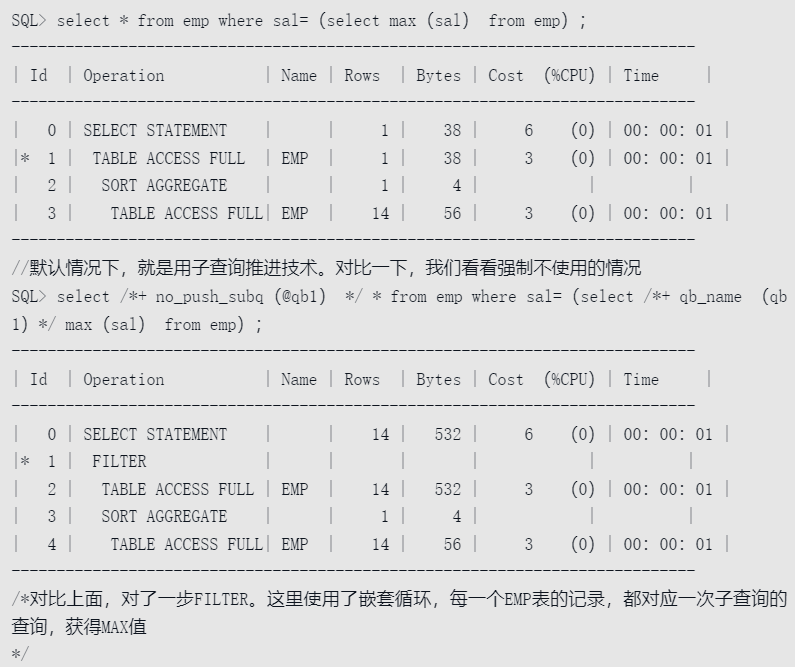 SQL> select * from emp where sal= (select max (sal)  from emp) ;
----------------------------------------------------------------------------
| Id  | Operation           | Name | Rows  | Bytes | Cost  (%CPU) | Time     |
----------------------------------------------------------------------------
|   0 | SELECT STATEMENT    |      |     1 |    38 |     6    (0) | 00: 00: 01 |
|*  1 |  TABLE ACCESS FULL  | EMP  |     1 |    38 |     3    (0) | 00: 00: 01 |
|   2 |   SORT AGGREGATE    |      |     1 |     4 |            |          |
|   3 |    TABLE ACCESS FULL| EMP  |    14 |    56 |     3    (0) | 00: 00: 01 |
----------------------------------------------------------------------------
//默认情况下，就是用子查询推进技术。对比一下，我们看看强制不使用的情况
SQL> select /*+ no_push_subq (@qb1)  */ * from emp where sal= (select /*+ qb_name  (qb
1) */ max (sal)  from emp) ;
----------------------------------------------------------------------------
| Id  | Operation           | Name | Rows  | Bytes | Cost  (%CPU) | Time     |
----------------------------------------------------------------------------
|   0 | SELECT STATEMENT    |      |    14 |   532 |     6    (0) | 00: 00: 01 |
|*  1 |  FILTER             |      |       |       |            |          |
|   2 |   TABLE ACCESS FULL | EMP  |    14 |   532 |     3    (0) | 00: 00: 01 |
|   3 |   SORT AGGREGATE    |      |     1 |     4 |            |          |
|   4 |    TABLE ACCESS FULL| EMP  |    14 |    56 |     3    (0) | 00: 00: 01 |
----------------------------------------------------------------------------
/*对比上面，对了一步FILTER。这里使用了嵌套循环，每一个EMP表的记录，都对应一次子查询的
查询，获得MAX值
*/